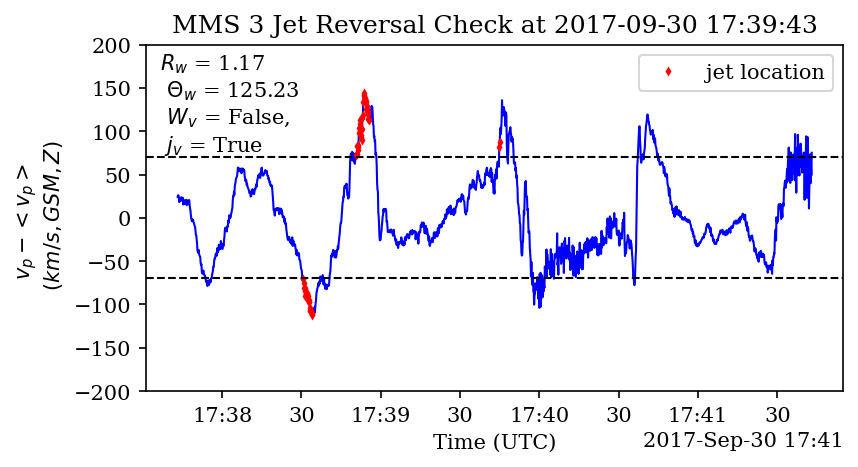 MMS 3 Jet Reversal Check at 2017-09-30 17:39:43
R_w = 1.17
Θ_w = 125.23
W_v = False,
j_v = True
jet location
v_p − < v_p >
(km/s, GSM, Z)
200
150
100
50
0
−50
−100
−150
−200
17:38 30 17:39 30 17:40 30 17:41 30
Time (UTC)
2017-Sep-30 17:41